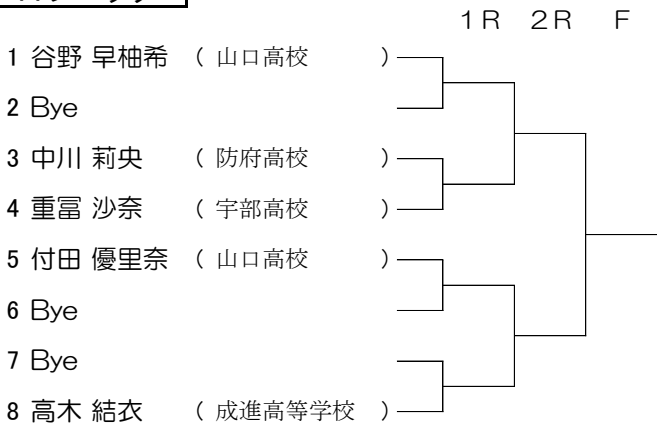 １Ｒ ２Ｒ Ｆ
1 谷野 早柚希 （ 山口高校 ）
2 Bye
3 中川 莉央 （ 防府高校 ）
4 重冨 沙奈 （ 宇部高校 ）
5 付田 優里奈 （ 山口高校 ）
6 Bye
7 Bye
8 高木 結衣 （ 成進高等学校 ）